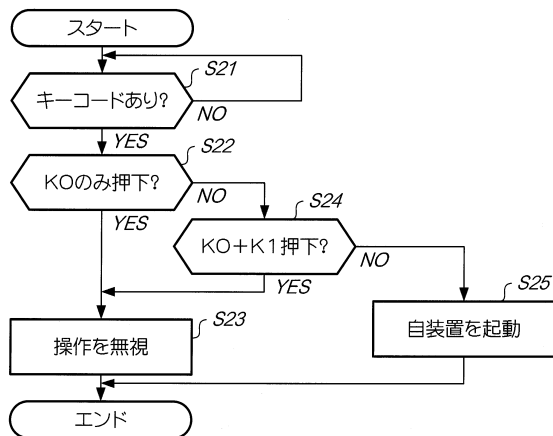 スタート
S21
キーコードあり?
NO
YES
S22
KOのみ押下?
NO
YES
S24
KO+K1押下?
NO
YES
S23
操作を無視
S25
自装置を起動
エンド